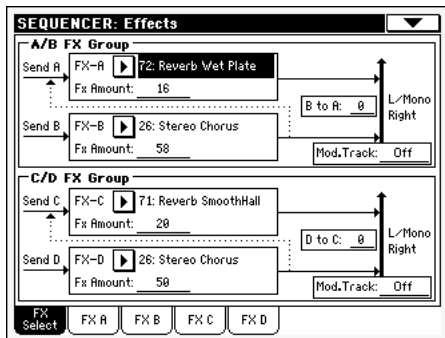 SEQUENCER: Effects
A/B FX Group
Send A FX-A 72: Reverb Wet Plate
Fx Amount: 16
B to A: 0
L/Mono
Right
Send B FX-B 26: Stereo Chorus
Fx Amount: 58
Mod.Track: Off
C/D FX Group
Send C FX-C 71: Reverb SmoothHall
Fx Amount: 20
D to C: 0
L/Mono
Right
Send D FX-D 26: Stereo Chorus
Fx Amount: 50
Mod.Track: Off
FX Select FX A FX B FX C FX D